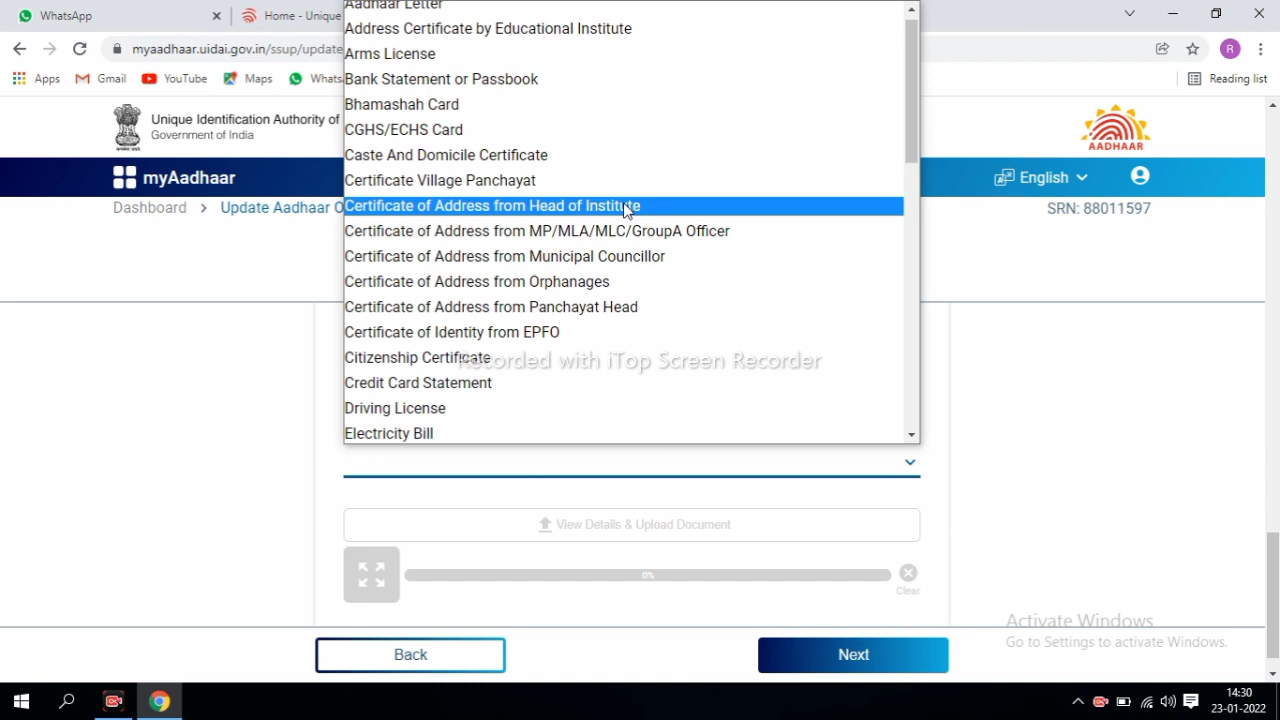 WhatsApp
Home - Unique
myaadhaar.uidai.gov.in/ssup/update
R
Apps
Gmail
YouTube
Maps
Whats
Reading list
Unique Identification Authority of
Government of India
AADHAAR
myAadhaar
English
Dashboard > Update Aadhaar O
SRN: 88011597
Aadhaar Letter
Address Certificate by Educational Institute
Arms License
Bank Statement or Passbook
Bhamashah Card
CGHS/ECHS Card
Caste And Domicile Certificate
Certificate Village Panchayat
Certificate of Address from Head of Institute
Certificate of Address from MP/MLA/MLC/GroupA Officer
Certificate of Address from Municipal Councillor
Certificate of Address from Orphanages
Certificate of Address from Panchayat Head
Certificate of Identity from EPFO
Citizenship Certificate
Recorded with iTop Screen Recorder
Credit Card Statement
Driving License
Electricity Bill
View Details & Upload Document
0%
Clear
Activate Windows
Go to Settings to activate Windows.
Back
Next
14:30
23-01-2022